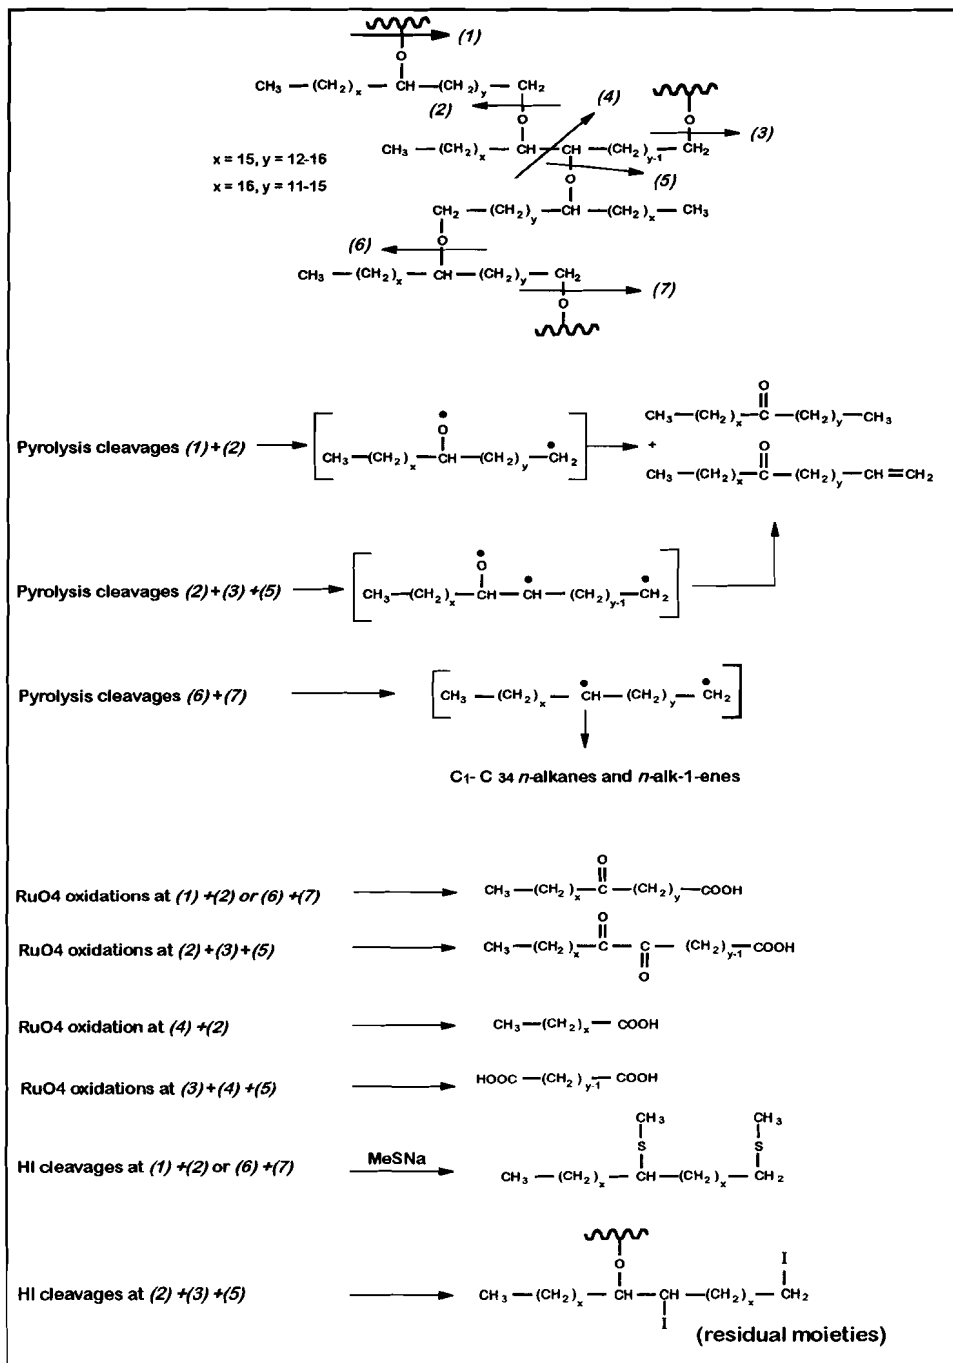 (1)
O
CH3 —(CH2)x — CH —(CH2)y — CH2
(2)
(4)
O
O
(3)
CH3 —(CH2)x — CH — CH —(CH2)y-1 — CH2
x = 15, y = 12-16
x = 16, y = 11-15
O
(5)
CH2 —(CH2)y — CH —(CH2)x — CH3
(6)
O
CH3 —(CH2)x — CH —(CH2)y — CH2
(7)
O
O
CH3—(CH2)x—C—(CH2)y—CH3
Pyrolysis cleavages (1)+(2)
O
CH3—(CH2)x—CH—(CH2)y—CH2
+
O
CH3—(CH2)x—C—(CH2)y—CH=CH2
Pyrolysis cleavages (2)+(3)+(5)
O
CH3—(CH2)x—CH—CH—(CH2)y-1—CH2
Pyrolysis cleavages (6)+(7)
CH3 —(CH2)x — CH —(CH2)y — CH2
C1- C 34 n-alkanes and n-alk-1-enes
O
RuO4 oxidations at (1) +(2) or (6) +(7)
CH3—(CH2)x—C—(CH2)y—COOH
O
RuO4 oxidations at (2)+(3)+(5)
CH3—(CH2)x—C—C—(CH2)y-1—COOH
O
RuO4 oxidation at (4) +(2)
CH3—(CH2)x— COOH
RuO4 oxidations at (3)+(4) +(5)
HOOC —(CH2)y-1— COOH
CH3 CH3
S S
HI cleavages at (1) +(2) or (6) +(7)
MeSNa
CH3 —(CH2)x — CH —(CH2)x — CH2
O I
HI cleavages at (2) +(3) +(5)
CH3 —(CH2)x — CH — CH —(CH2)x — CH2
I
(residual moieties)